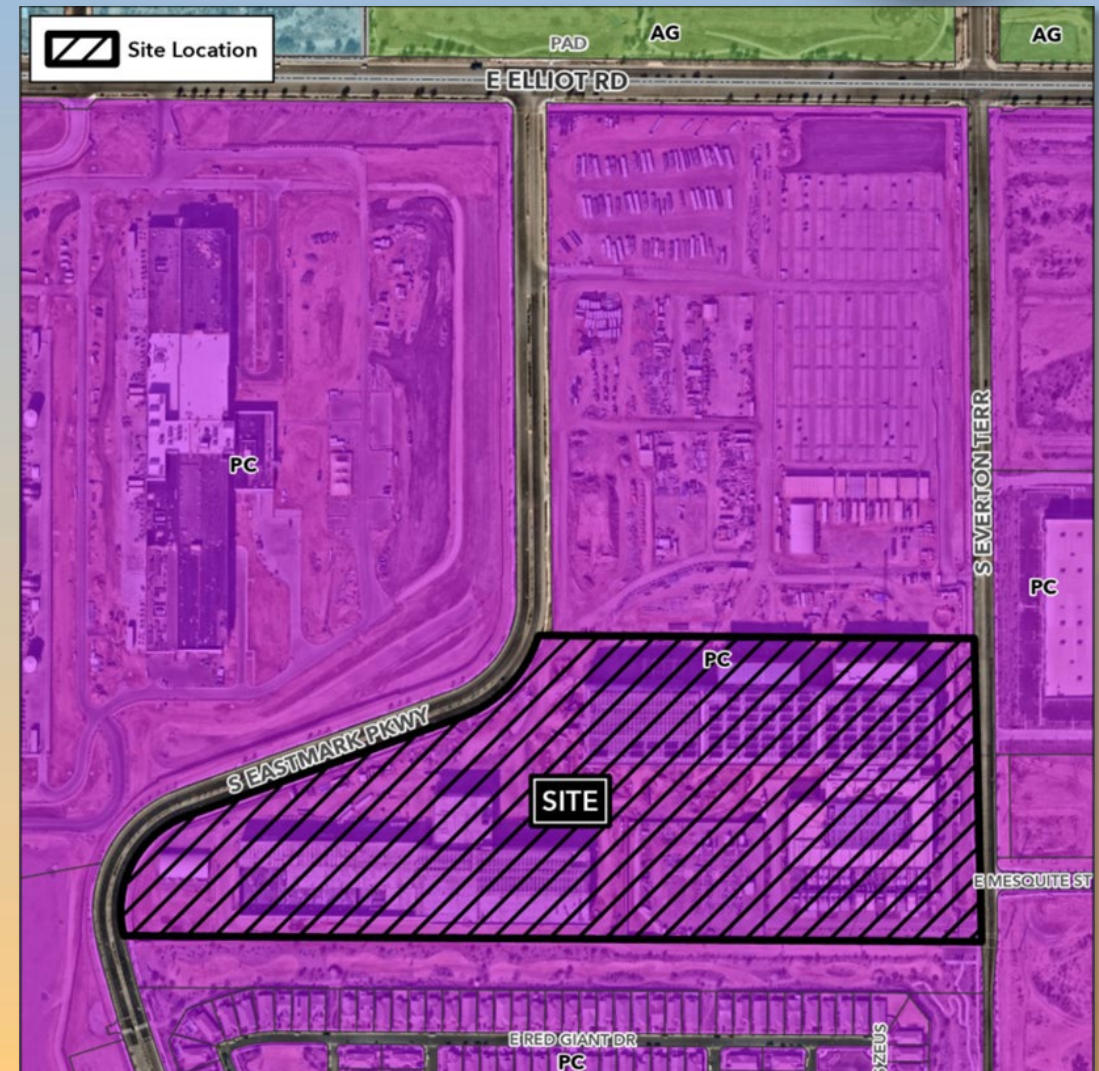 Site Location
PAD
AG
AG
E ELLIOT RD
S EVERTON TERR
PC
PC
PC
S EASTMARK PKWY
SITE
E MESQUITE ST
E RED GIANT DR
S ZEUS
PC